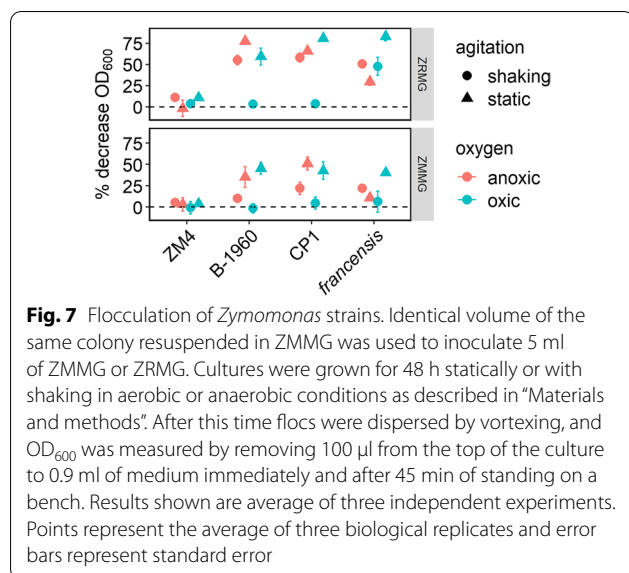 % decrease OD600
75
50
25
0
ZRMG
75
50
25
0
ZMMG
ZM4
B-1960
CP1
francensis
agitation
shaking
static
oxygen
anoxic
oxic
Fig. 7 Flocculation of Zymomonas strains. Identical volume of the
same colony resuspended in ZMMG was used to inoculate 5 ml
of ZMMG or ZRMG. Cultures were grown for 48 h statically or with
shaking in aerobic or anaerobic conditions as described in “Materials
and methods”. After this time flocs were dispersed by vortexing, and
OD600 was measured by removing 100 µl from the top of the culture
to 0.9 ml of medium immediately and after 45 min of standing on a
bench. Results shown are average of three independent experiments.
Points represent the average of three biological replicates and error
bars represent standard error